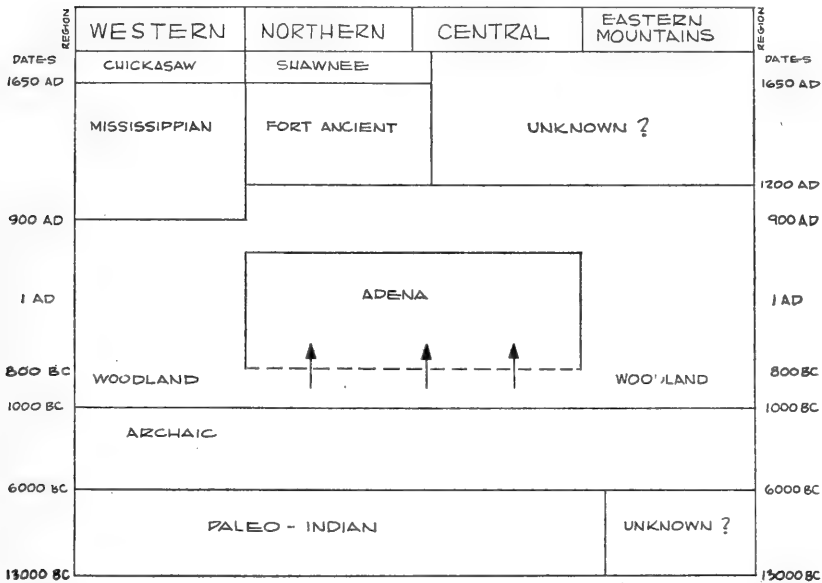 REGION
WESTERN NORTHERN CENTRAL EASTERN MOUNTAINS
REGION
DATES
CHICKASAW SHAWNEE
DATES
1650 AD
1650 AD
MISSISSIPPIAN FORT ANCIENT UNKNOWN ?
1200 AD
900 AD
900 AD
1 AD
ADENA
1 AD
800 BC
800 BC
WOODLAND
WOODLAND
1000 BC
1000 BC
ARCHAIC
6000 BC
6000 BC
PALEO - INDIAN UNKNOWN ?
13000 BC
13000 BC